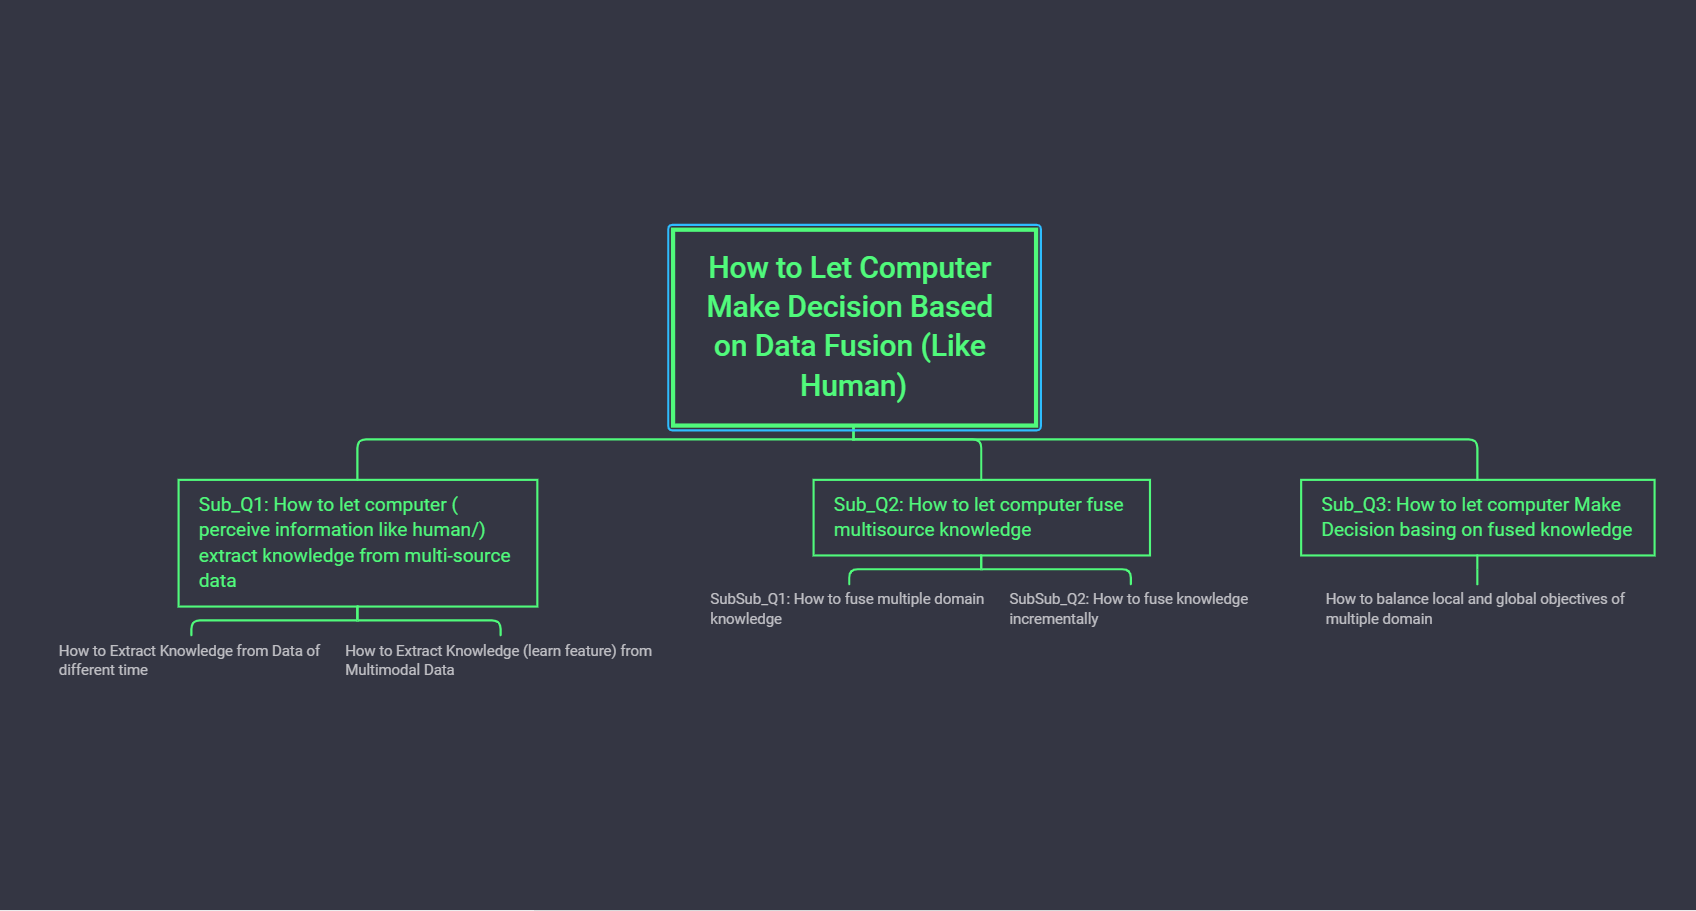 How to Let Computer
Make Decision Based
on Data Fusion (Like
Human)
Sub_Q1: How to let computer (
perceive information like human/)
extract knowledge from multi-source
data
How to Extract Knowledge from Data of
different time
How to Extract Knowledge (learn feature) from
Multimodal Data
Sub_Q2: How to let computer fuse
multisource knowledge
SubSub_Q1: How to fuse multiple domain
knowledge
SubSub_Q2: How to fuse knowledge
incrementally
Sub_Q3: How to let computer Make
Decision basing on fused knowledge
How to balance local and global objectives of
multiple domain